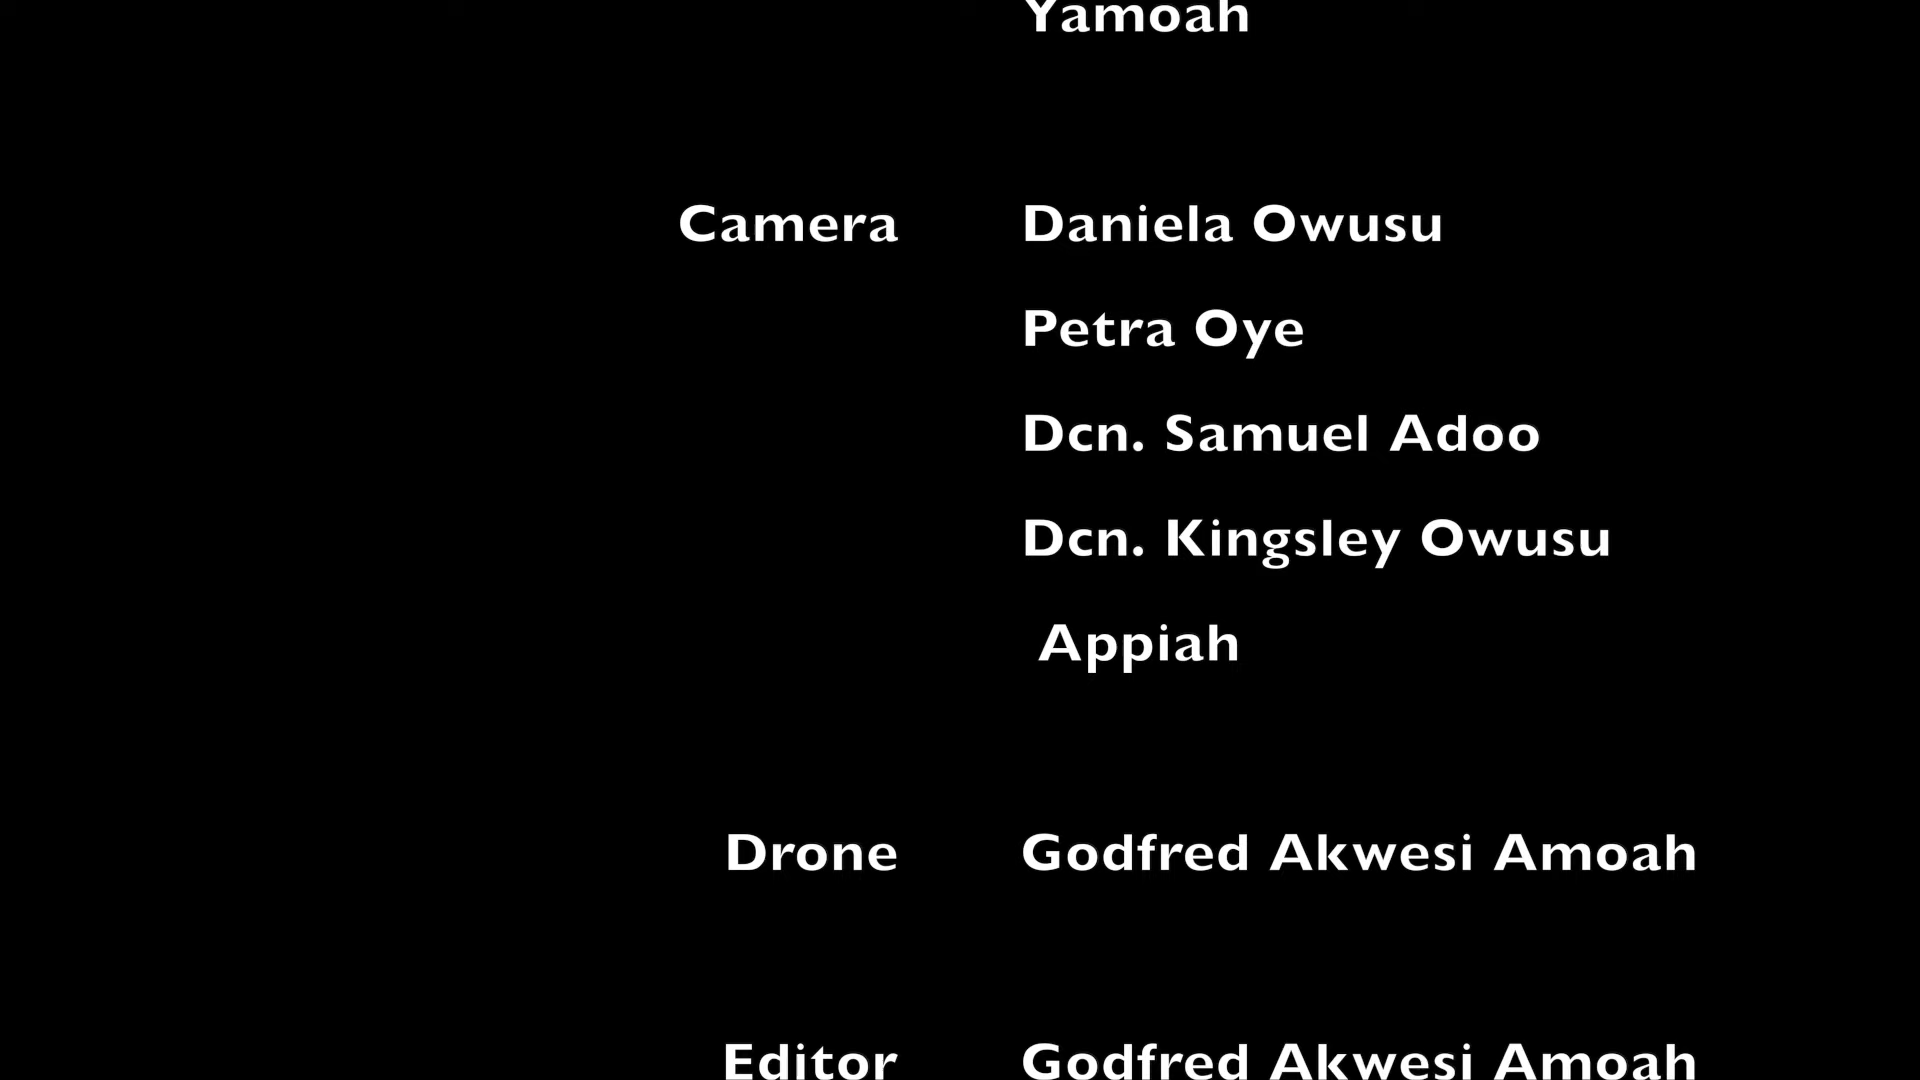 Yamoah
Camera Daniela Owusu
Petra Oye
Dcn. Samuel Adoo
Dcn. Kingsley Owusu
Appiah
Drone Godfred Akwesi Amoah
Editor Godfred Akwesi Amoah